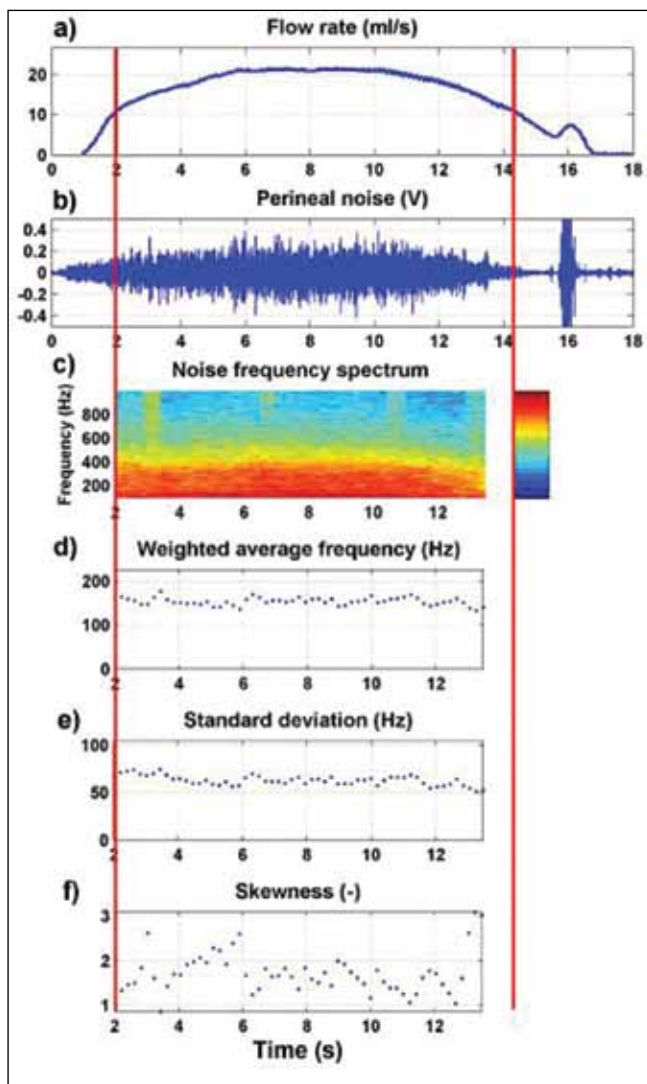 a)
Flow rate (ml/s)
20
10
0
0 2 4 6 8 10 12 14 16 18
b)
Perineal noise (V)
0.4
0.2
0
-0.2
-0.4
0 2 4 6 8 10 12 14 16 18
c)
Noise frequency spectrum
Frequency (Hz)
800
600
400
200
2 4 6 8 10 12
d)
Weighted average frequency (Hz)
200
100
0
2 4 6 8 10 12
e)
Standard deviation (Hz)
100
50
0
2 4 6 8 10 12
f)
Skewness (-)
3
2
1
2 4 6 8 10 12
Time (s)